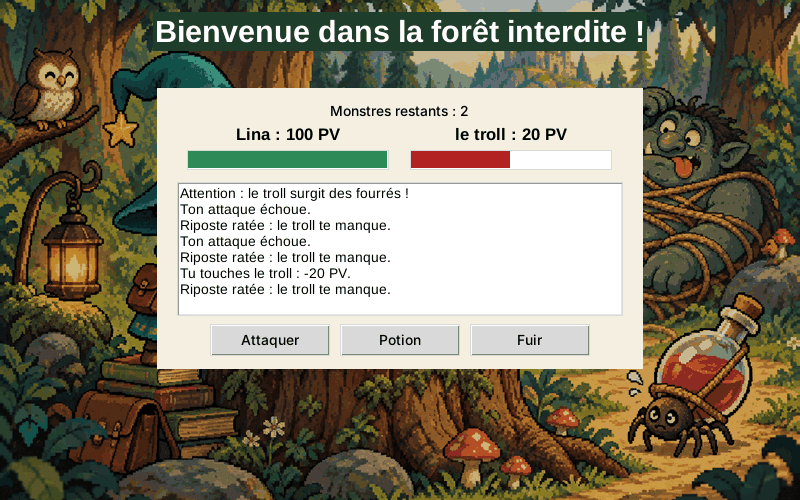 Bienvenue dans la forêt interdite !
Monstres restants : 2
Lina : 100 PV
le troll : 20 PV
Attention : le troll surgit des fourrés !
Ton attaque échoue.
Riposte ratée : le troll te manque.
Ton attaque échoue.
Riposte ratée : le troll te manque.
Tu touches le troll : -20 PV.
Riposte ratée : le troll te manque.
Attaquer
Potion
Fuir